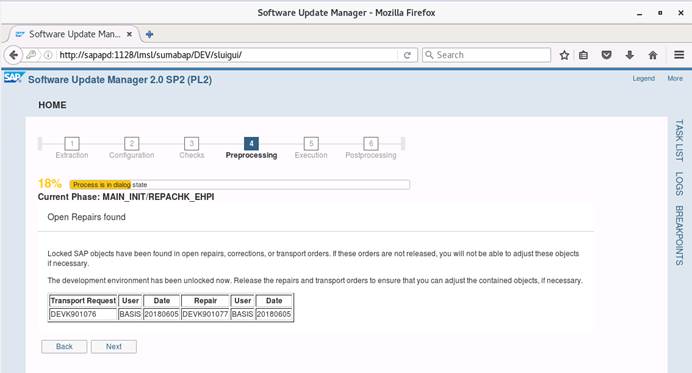 Software Update Manager - Mozilla Firefox
Software Update Man...
http://sapapd:1128/lmsl/sumabap/DEV/sluigui/
Search
SAP
Software Update Manager 2.0 SP2 (PL2)
Legend
More
HOME
1
2
3
4
5
6
Extraction
Configuration
Checks
Preprocessing
Execution
Postprocessing
18%
Process is in dialog state
Current Phase: MAIN_INIT/REPACHK_EHPI
Open Repairs found
Locked SAP objects have been found in open repairs, corrections, or transport orders. If these orders are not released, you will not be able to adjust these objects
if necessary.
The development environment has been unlocked now. Release the repairs and transport orders to ensure that you can adjust the contained objects, if necessary.
Transport Request User Date Repair User Date
DEVK901076 BASIS 20180605 DEVK901077 BASIS 20180605
Back
Next
TASK LIST
LOGS
BREAKPOINTS